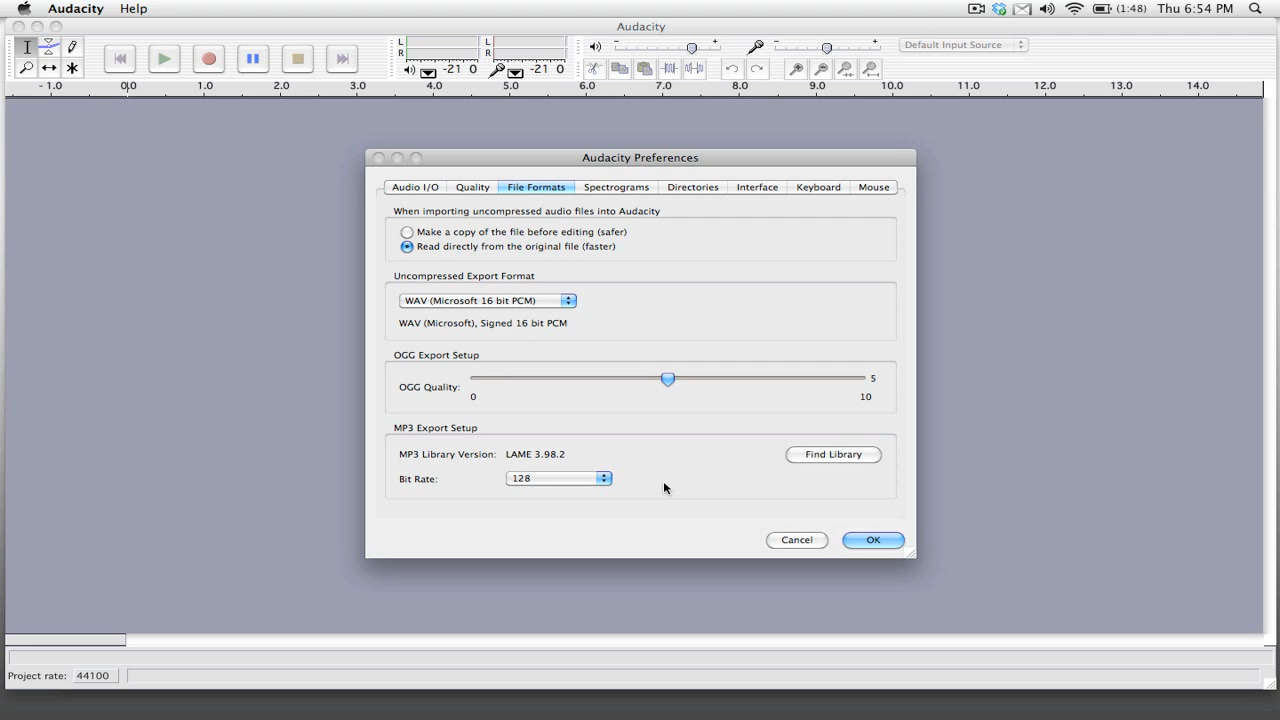 Audacity Help (1:48) Thu 6:54 PM
Audacity
L L - + - +
R R Default Input Source
-21 0 -21 0
- 1.0 0.0 1.0 2.0 3.0 4.0 5.0 6.0 7.0 8.0 9.0 10.0 11.0 12.0 13.0 14.0
Audacity Preferences
Audio I/O Quality File Formats Spectrograms Directories Interface Keyboard Mouse
When importing uncompressed audio files into Audacity
Make a copy of the file before editing (safer)
Read directly from the original file (faster)
Uncompressed Export Format
WAV (Microsoft 16 bit PCM)
WAV (Microsoft), Signed 16 bit PCM
OGG Export Setup
OGG Quality: 5
0 10
MP3 Export Setup
MP3 Library Version: LAME 3.98.2 Find Library
Bit Rate: 128
Cancel OK
Project rate: 44100